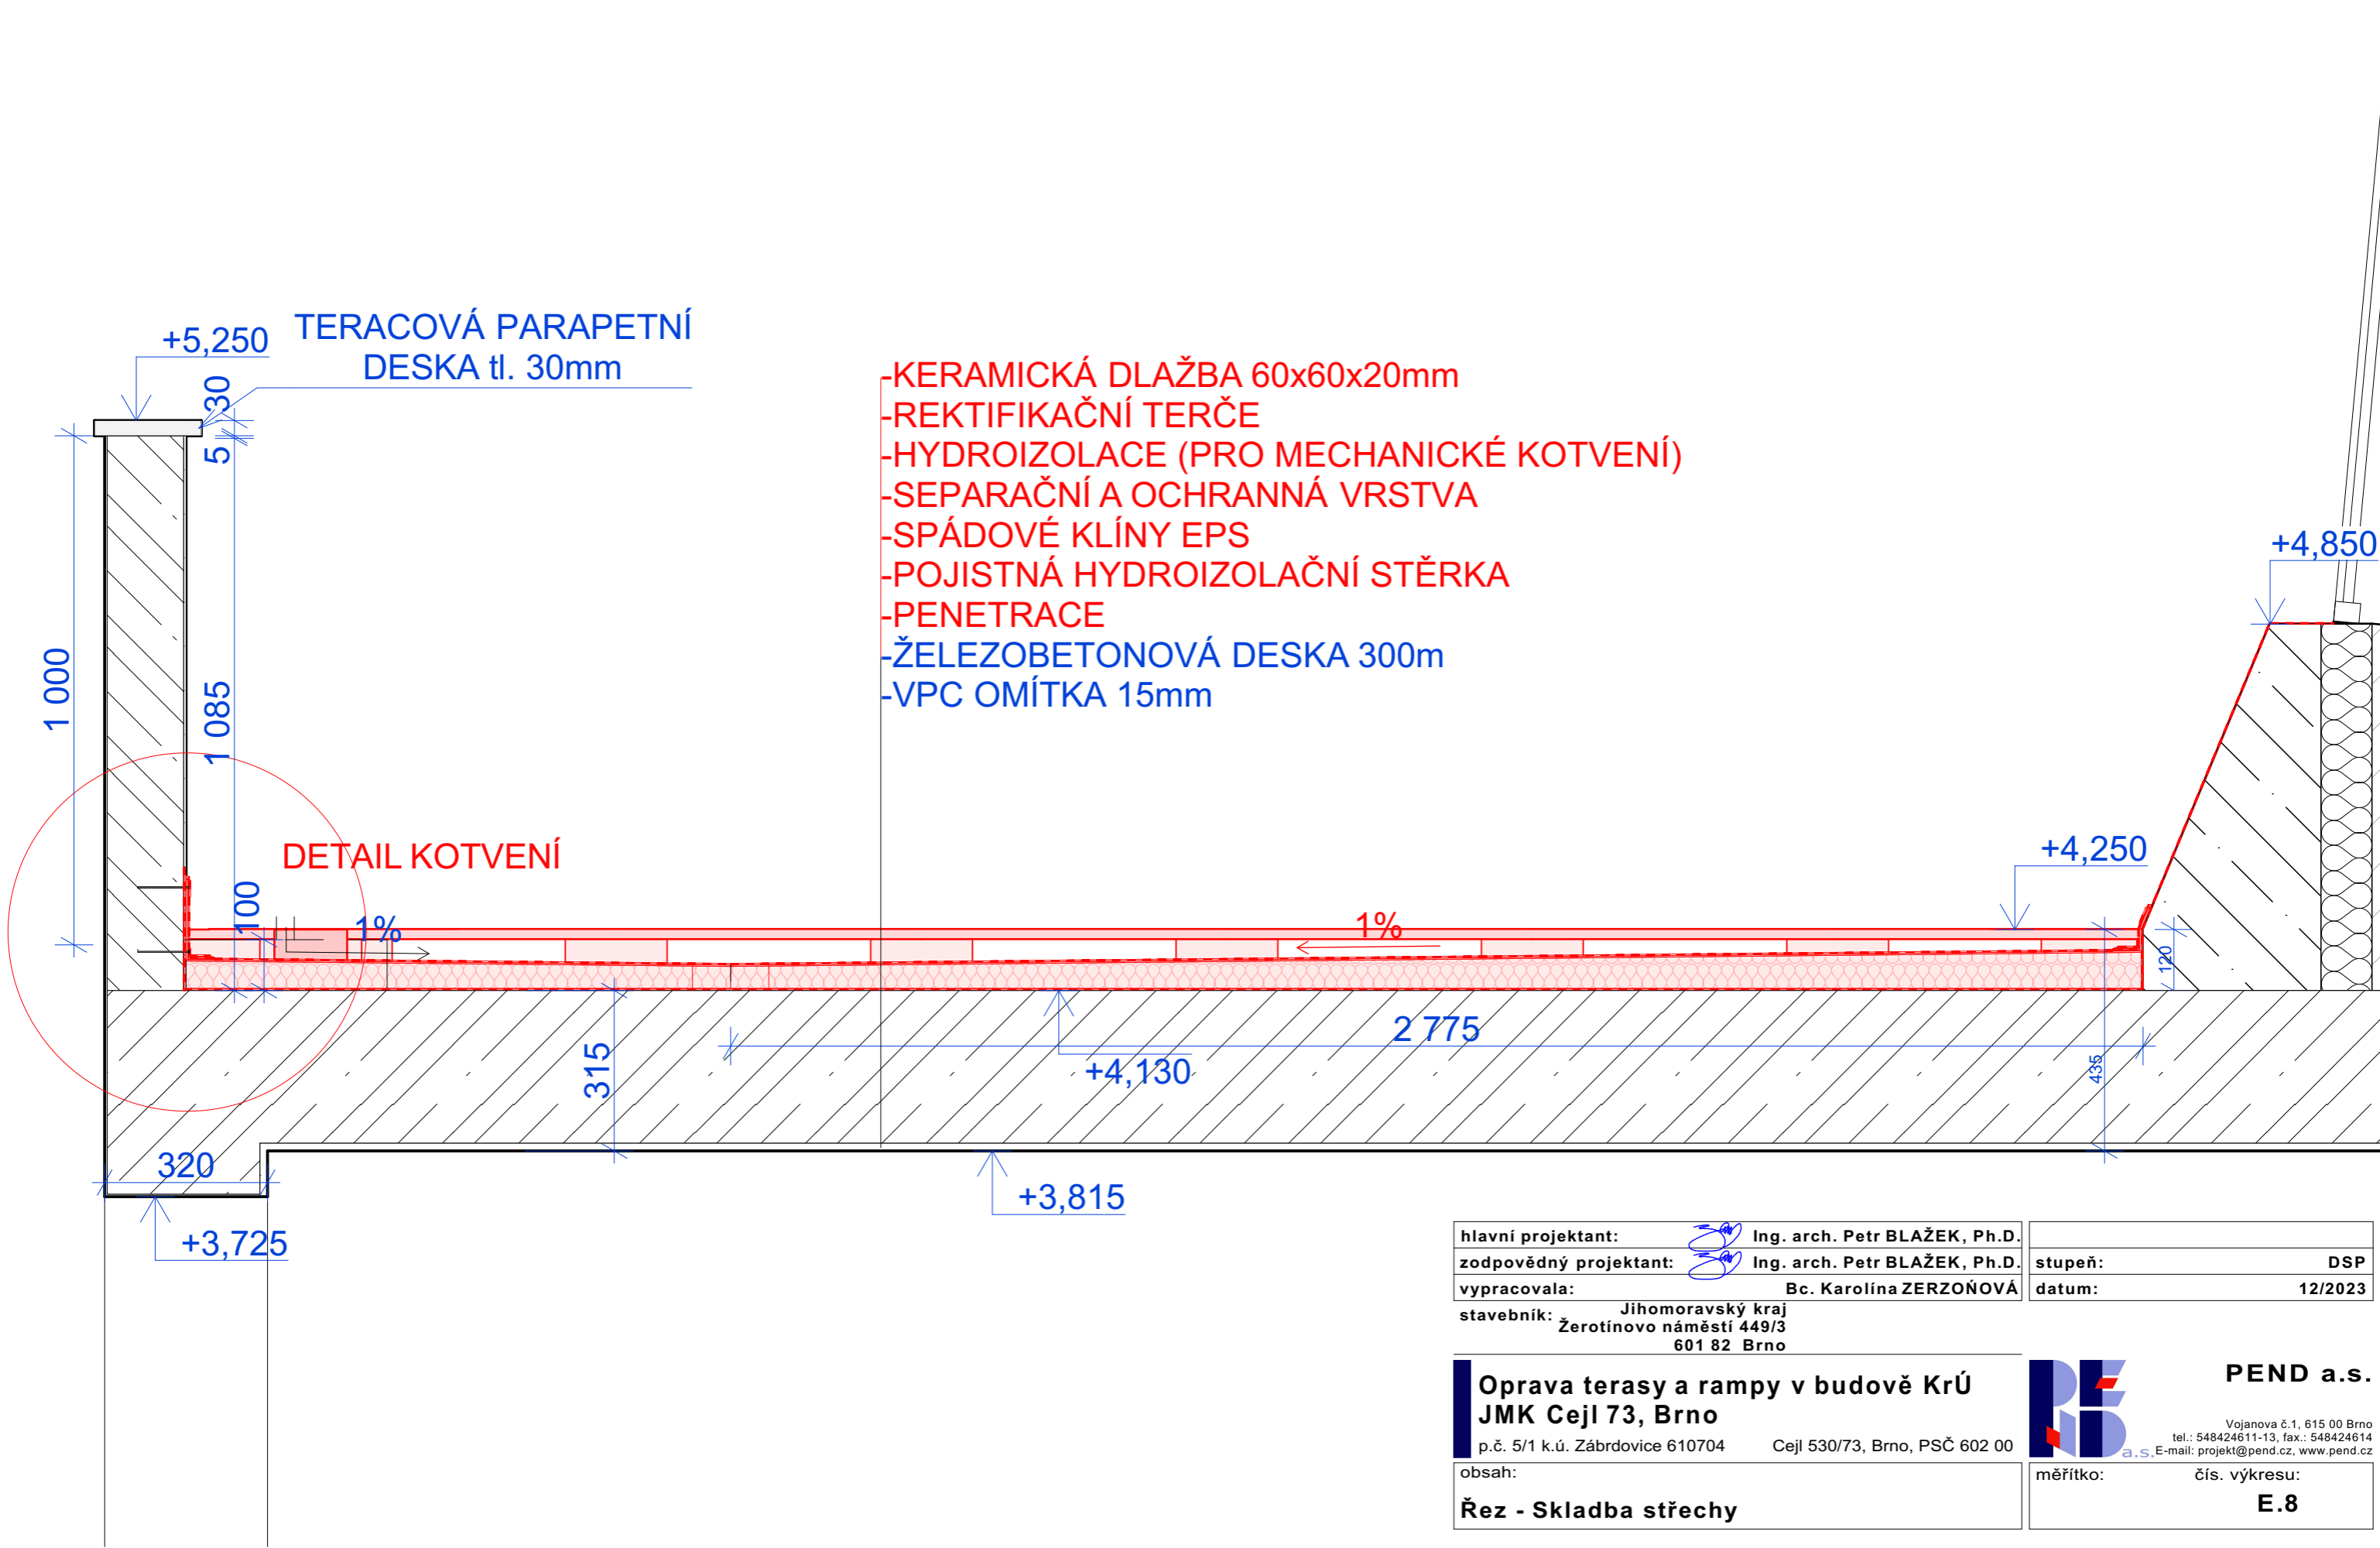 +5,250
TERACOVÁ PARAPETNÍ
DESKA tl. 30mm
30
5
1 000
1 085
100
-KERAMICKÁ DLAŽBA 60x60x20mm
-REKTIFIKAČNÍ TERČE
-HYDROIZOLACE (PRO MECHANICKÉ KOTVENÍ)
-SEPARAČNÍ A OCHRANNÁ VRSTVA
-SPÁDOVÉ KLÍNY EPS
-POJISTNÁ HYDROIZOLAČNÍ STĚRKA
-PENETRACE
-ŽELEZOBETONOVÁ DESKA 300m
-VPC OMÍTKA 15mm
+4,850
DETAIL KOTVENÍ
+4,250
1%
1%
120
2 775
315
+4,130
435
320
+3,815
+3,725
hlavní projektant: Ing. arch. Petr BLAŽEK, Ph.D.
zodpovědný projektant: Ing. arch. Petr BLAŽEK, Ph.D.
stupeň: DSP
vypracovala: Bc. Karolína ZERZOŃOVÁ
datum: 12/2023
stavebník: Jihomoravský kraj
Žerotínovo náměstí 449/3
601 82 Brno
Oprava terasy a rampy v budově KrÚ
JMK Cejl 73, Brno
p.č. 5/1 k.ú. Zábrdovice 610704 Cejl 530/73, Brno, PSČ 602 00
PEND a.s.
PEND a.s.
Vojanova č.1, 615 00 Brno
tel.: 548424611-13, fax.: 548424614
E-mail: projekt@pend.cz, www.pend.cz
obsah:
Řez - Skladba střechy
měřítko: čís. výkresu:
E.8